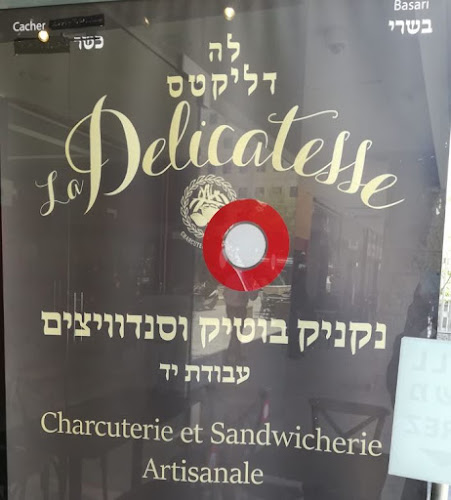 Cacher
Basari
כשר
בשרי
לה
דליקטס
La Delicatesse
נקניק בוטיק וסנדוויצים
עבודת יד
Charcuterie et Sandwicherie
Artisanale